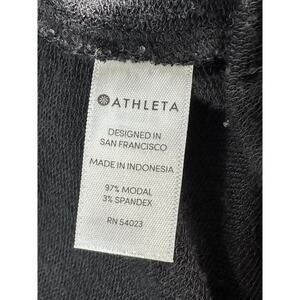 ATHLETA
DESIGNED IN
SAN FRANCISCO
MADE IN INDONESIA
97% MODAL
3% SPANDEX
RN 54023